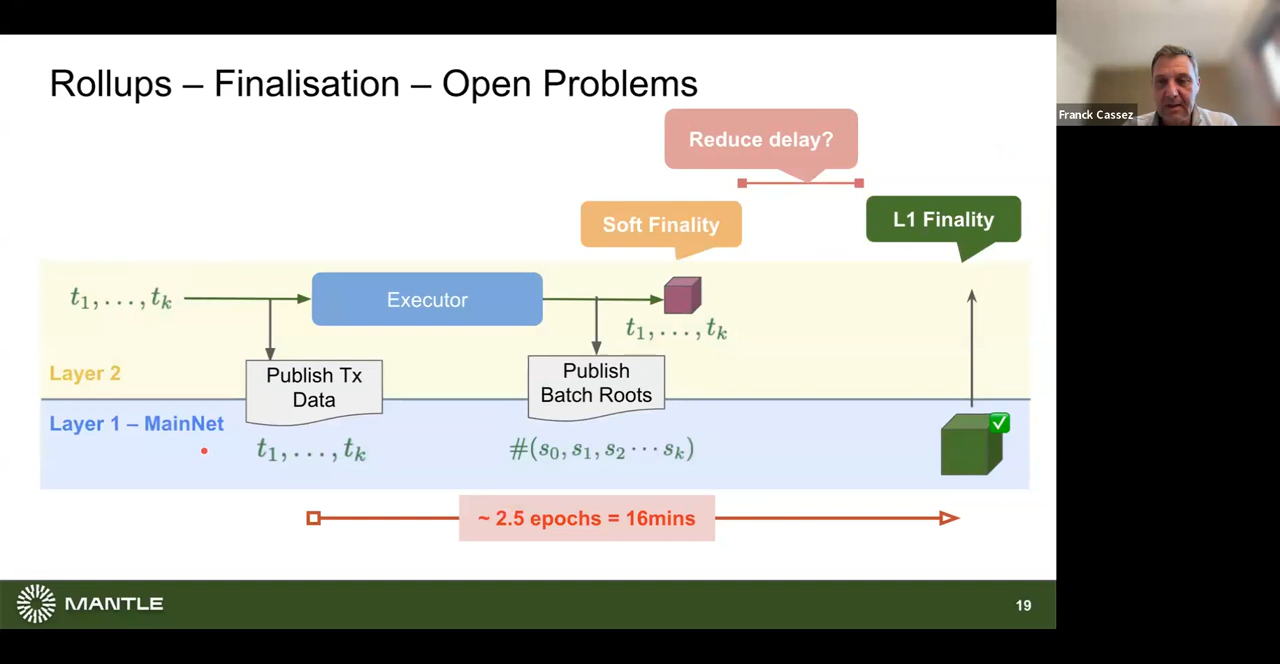 Rollups – Finalisation – Open Problems
Franck Cassez
Reduce delay?
Soft Finality
L1 Finality
t₁, . . . , tₖ
Executor
t₁, . . . , tₖ
Layer 2
Publish Tx
Data
Publish
Batch Roots
Layer 1 – MainNet
t₁, . . . , tₖ
#(s₀, s₁, s₂ ⋯ sₖ)
~ 2.5 epochs = 16mins
MANTLE
19